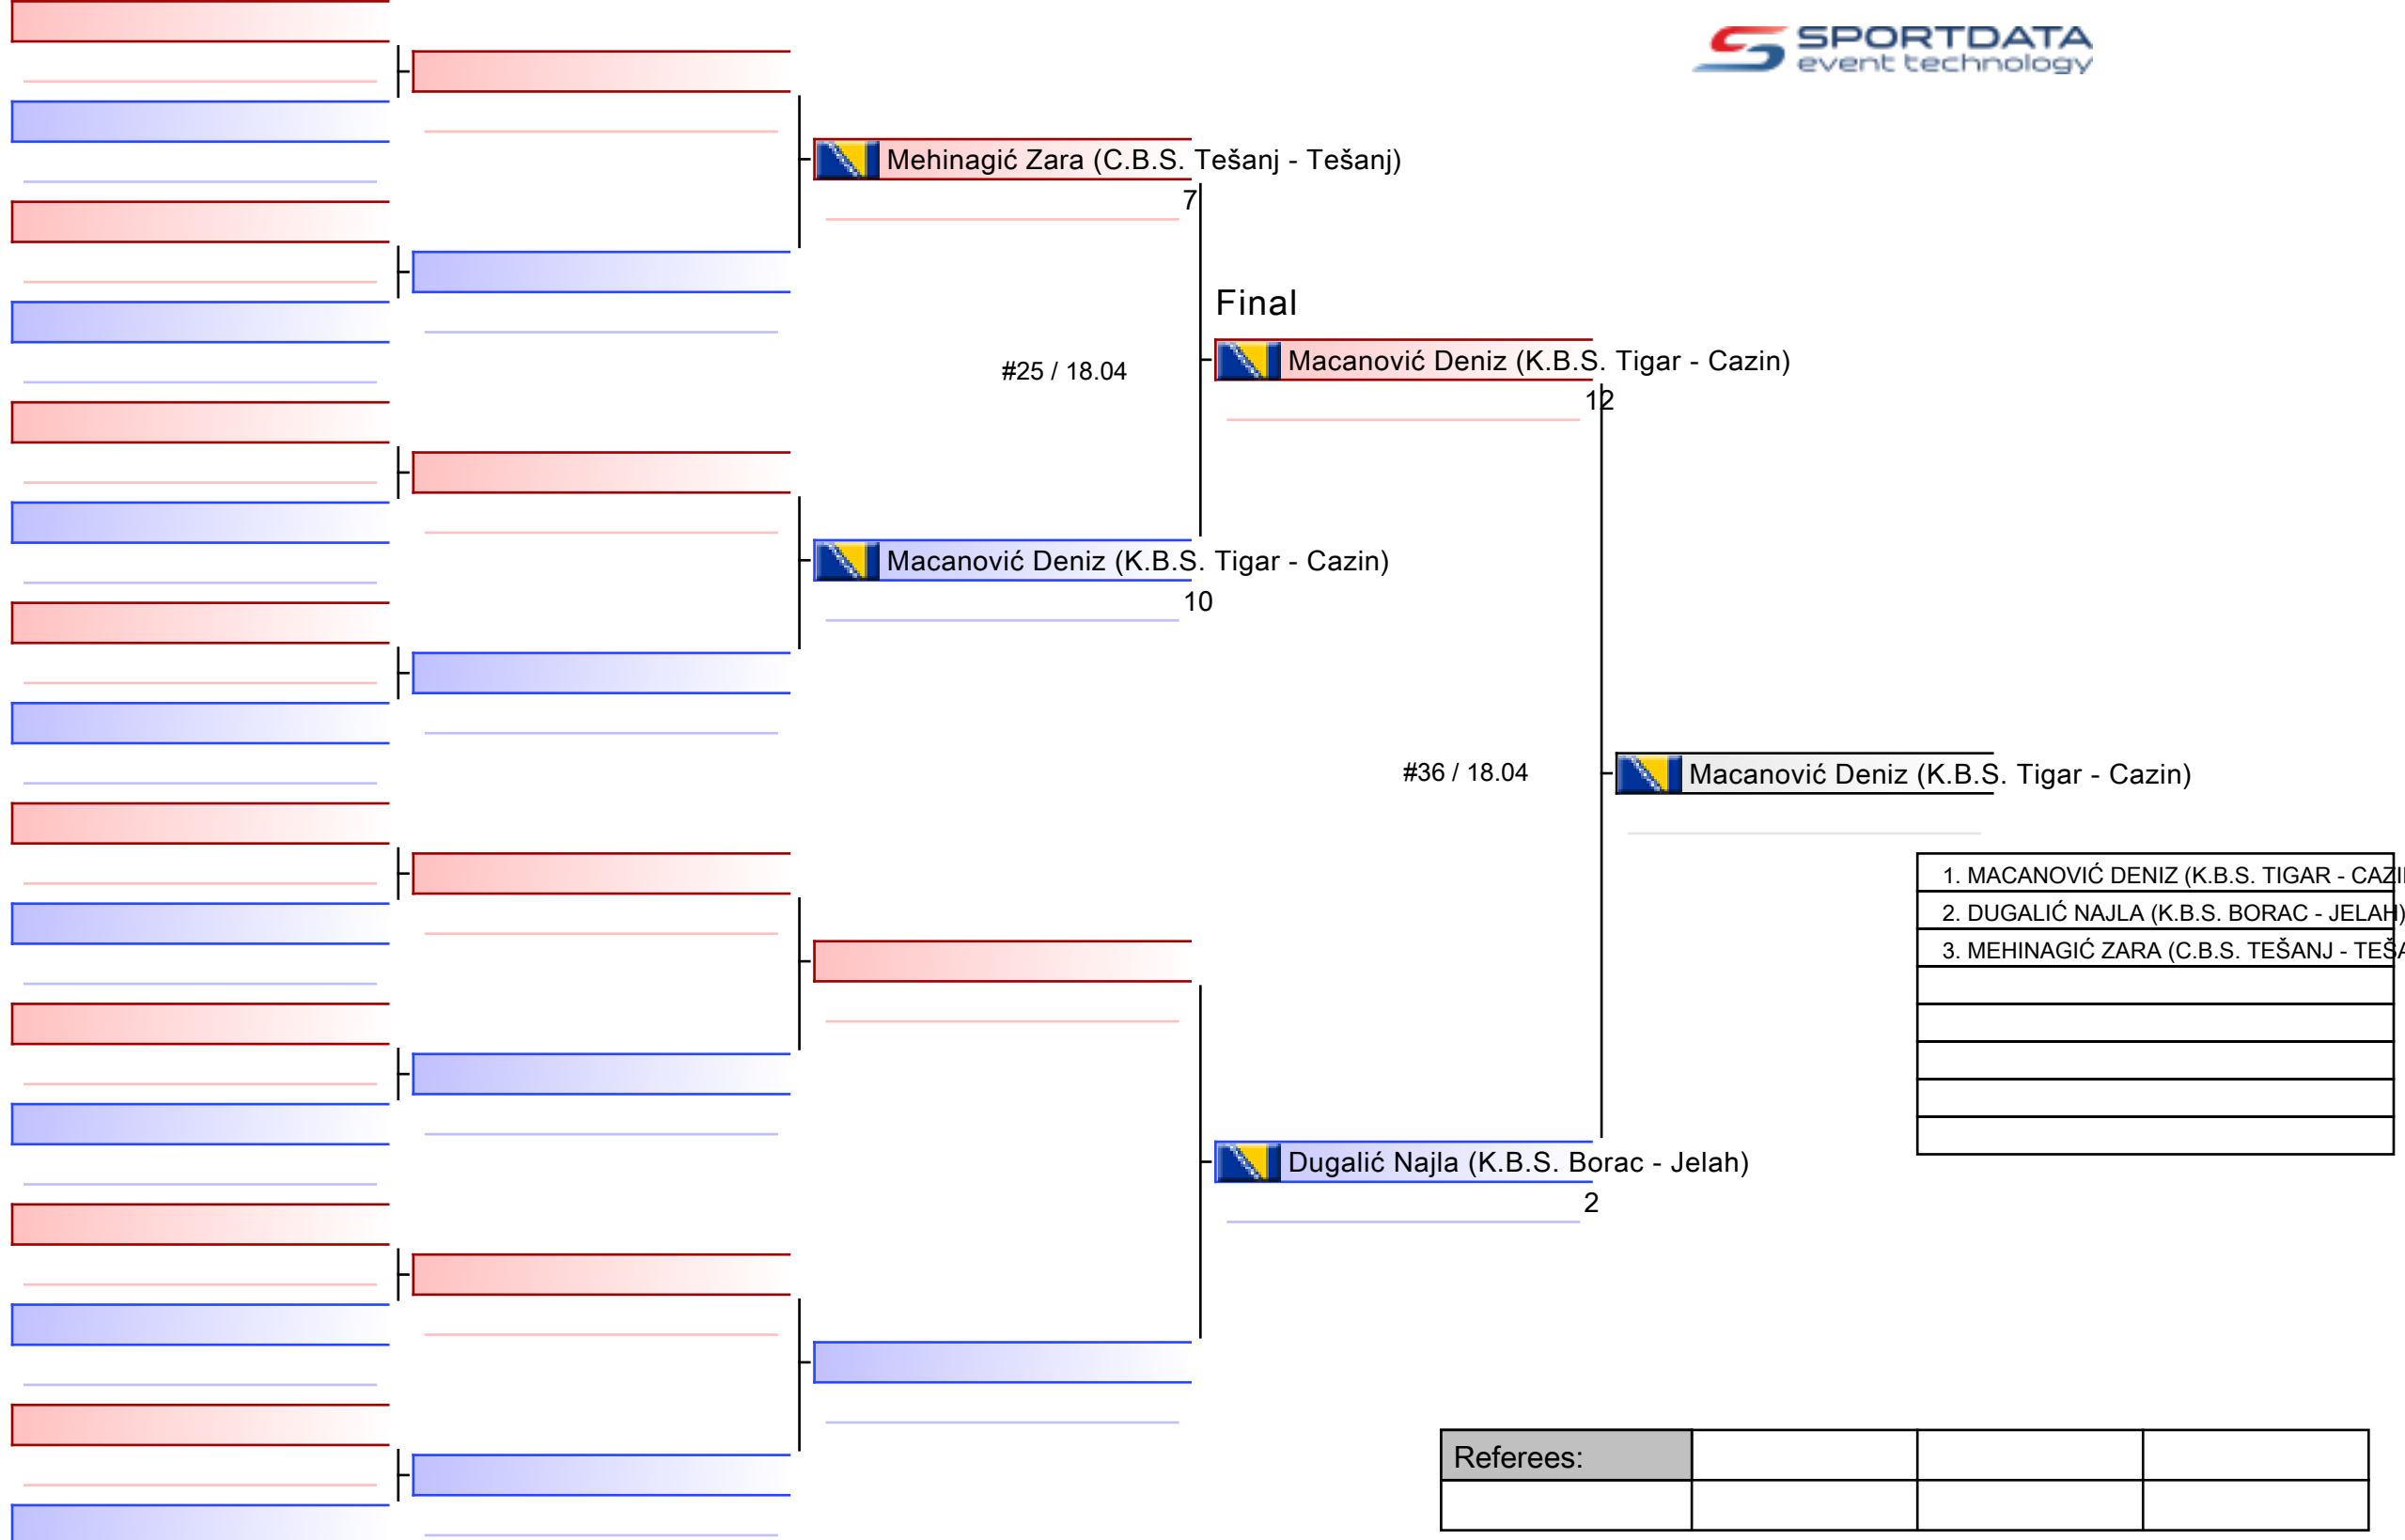 SPORTDATA
event technology
Mehinagić Zara (C.B.S. Tešanj - Tešanj)
7
Final
#25 / 18.04
Macanović Deniz (K.B.S. Tigar - Cazin)
12
Macanović Deniz (K.B.S. Tigar - Cazin)
10
#36 / 18.04
Macanović Deniz (K.B.S. Tigar - Cazin)
1. MACANOVIĆ DENIZ (K.B.S. TIGAR - CAZI
2. DUGALIĆ NAJLA (K.B.S. BORAC - JELAH)
3. MEHINAGIĆ ZARA (C.B.S. TEŠANJ - TEŠA
Dugalić Najla (K.B.S. Borac - Jelah)
2
Referees: